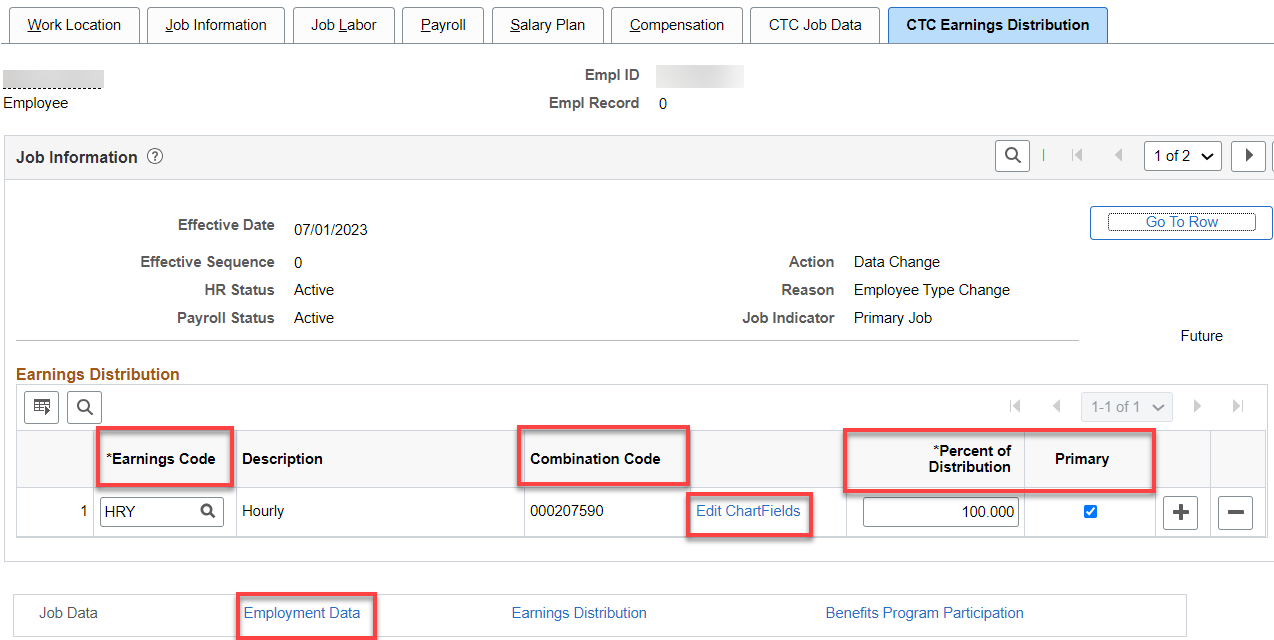 Work Location Job Information Job Labor Payroll Salary Plan Compensation CTC Job Data CTC Earnings Distribution
Empl ID
Employee
Empl Record 0
Job Information ?
1 of 2
Effective Date 07/01/2023
Go To Row
Effective Sequence 0
Action Data Change
HR Status Active
Reason Employee Type Change
Payroll Status Active
Job Indicator Primary Job
Future
Earnings Distribution
1-1 of 1
*Earnings Code Description Combination Code *Percent of Distribution Primary
1 HRY Hourly 000207590 Edit ChartFields 100.000
Job Data Employment Data Earnings Distribution Benefits Program Participation